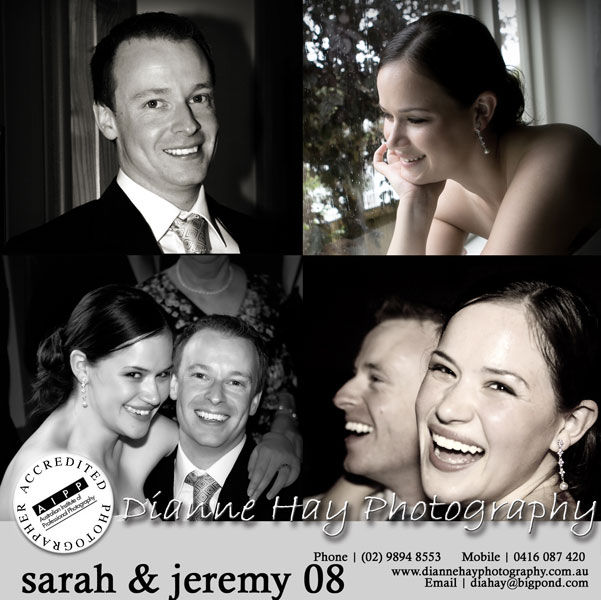 ACCREDITED PHOTOGRAPHER
AIPP
Australian Institute of
Professional Photography
Dianne Hay Photography
Phone | (02) 9894 8553 Mobile | 0416 087 420
www.diannehayphotography.com.au
sarah & jeremy 08
Email | diahay@bigpond.com